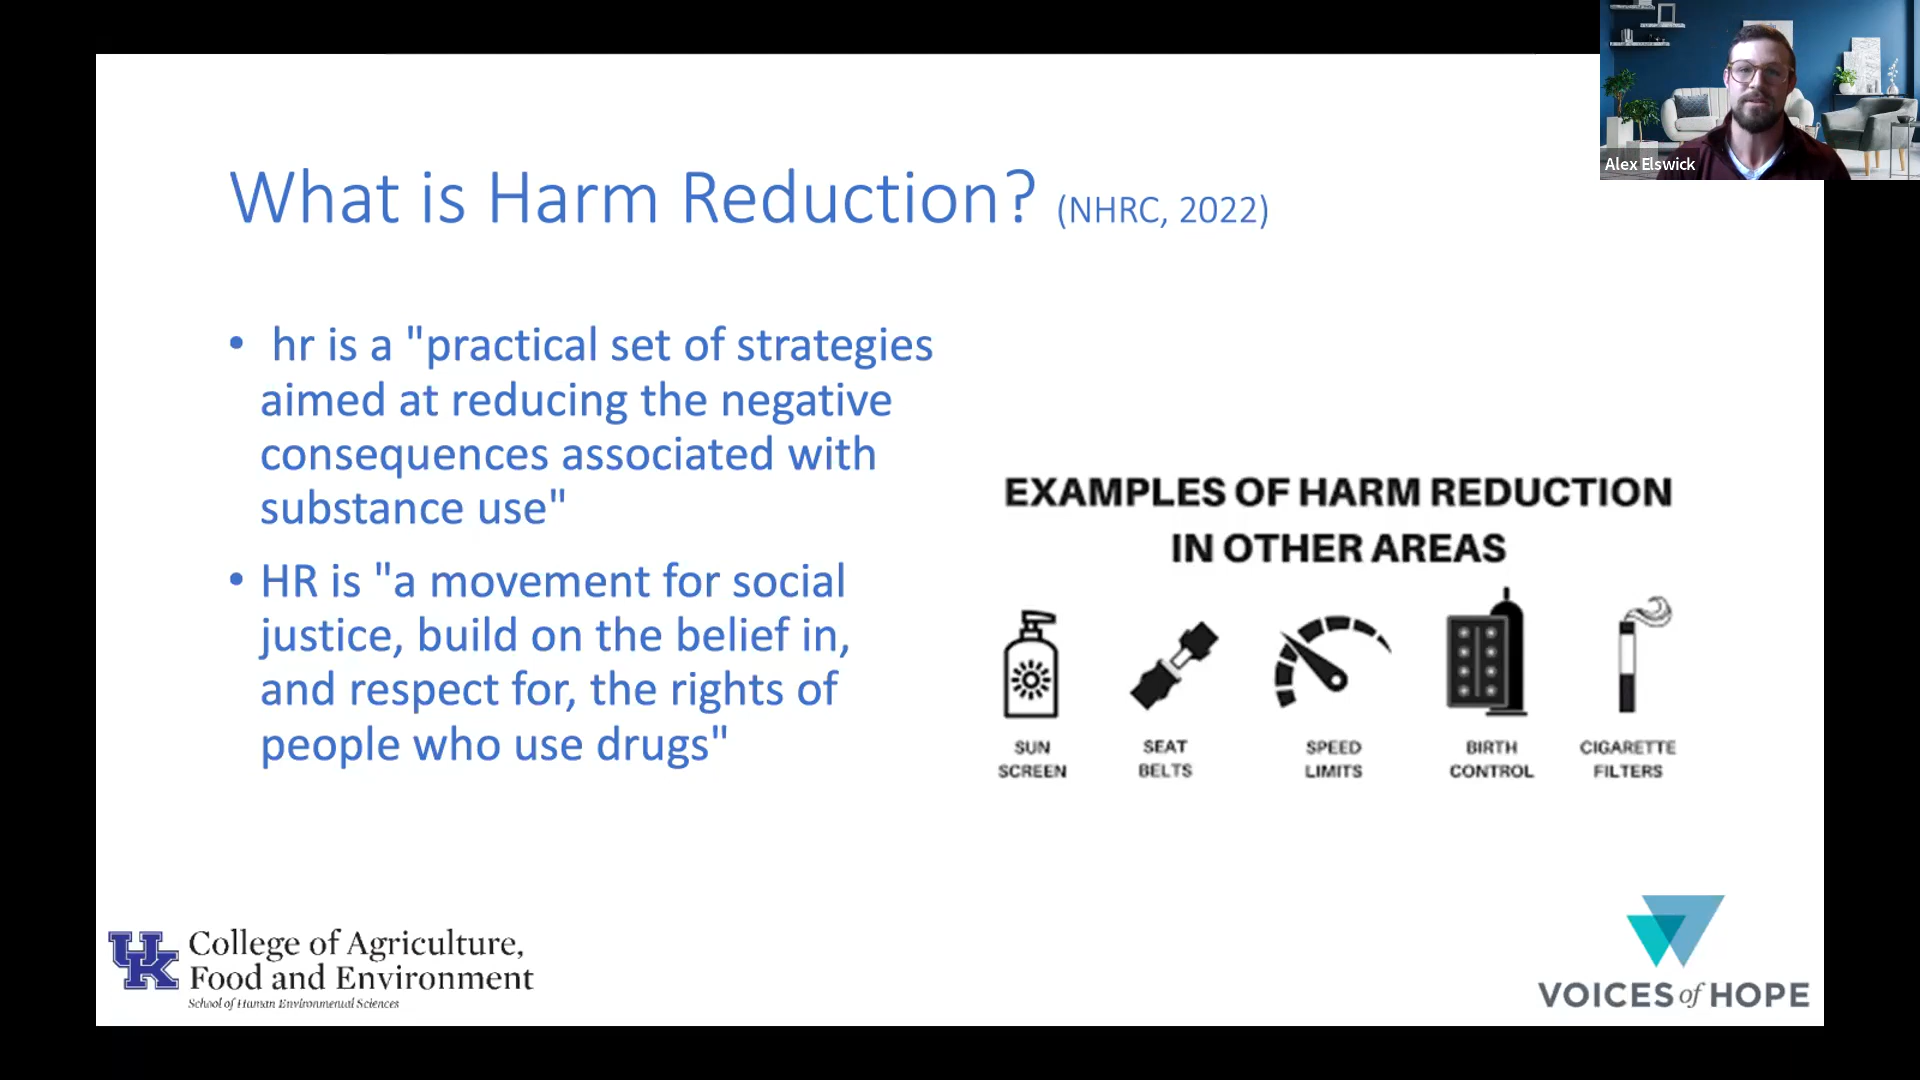 Alex Elswick
What is Harm Reduction? (NHRC, 2022)
• hr is a "practical set of strategies
aimed at reducing the negative
consequences associated with
substance use"
• HR is "a movement for social
justice, build on the belief in,
and respect for, the rights of
people who use drugs"
EXAMPLES OF HARM REDUCTION
IN OTHER AREAS
SUN
SCREEN
SEAT
BELTS
SPEED
LIMITS
BIRTH
CONTROL
CIGARETTE
FILTERS
UK
College of Agriculture,
Food and Environment
School of Human Environmental Sciences
VOICES of HOPE